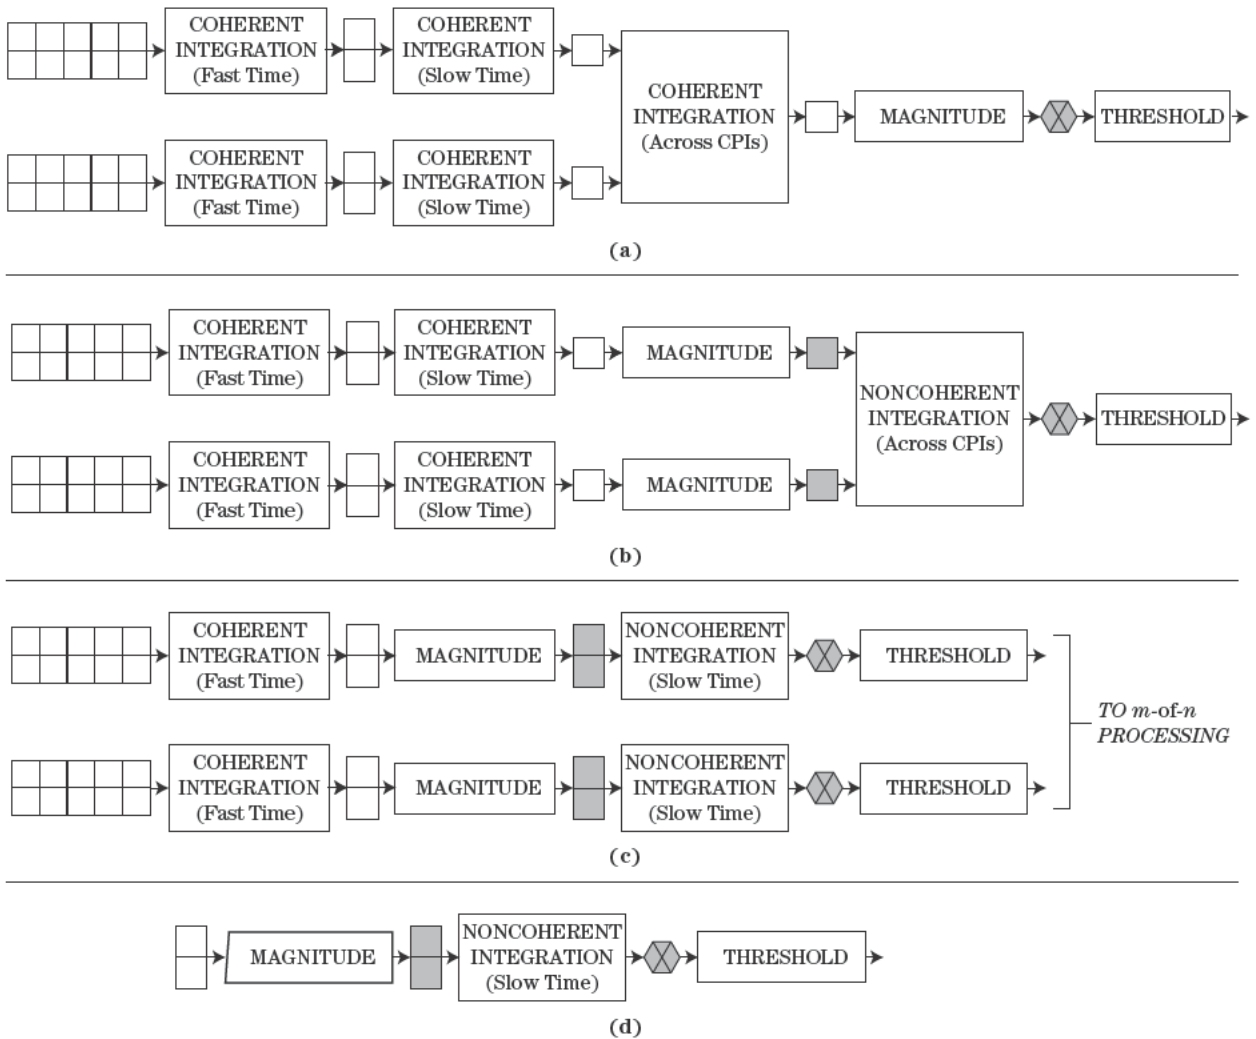 COHERENT
INTEGRATION
(Fast Time)
COHERENT
INTEGRATION
(Slow Time)
COHERENT
INTEGRATION
(Fast Time)
COHERENT
INTEGRATION
(Slow Time)
COHERENT
INTEGRATION
(Across CPIs)
MAGNITUDE
THRESHOLD
(a)
COHERENT
INTEGRATION
(Fast Time)
COHERENT
INTEGRATION
(Slow Time)
MAGNITUDE
COHERENT
INTEGRATION
(Fast Time)
COHERENT
INTEGRATION
(Slow Time)
MAGNITUDE
NONCOHERENT
INTEGRATION
(Across CPIs)
THRESHOLD
(b)
COHERENT
INTEGRATION
(Fast Time)
MAGNITUDE
NONCOHERENT
INTEGRATION
(Slow Time)
THRESHOLD
COHERENT
INTEGRATION
(Fast Time)
MAGNITUDE
NONCOHERENT
INTEGRATION
(Slow Time)
THRESHOLD
TO m-of-n
PROCESSING
(c)
MAGNITUDE
NONCOHERENT
INTEGRATION
(Slow Time)
THRESHOLD
(d)